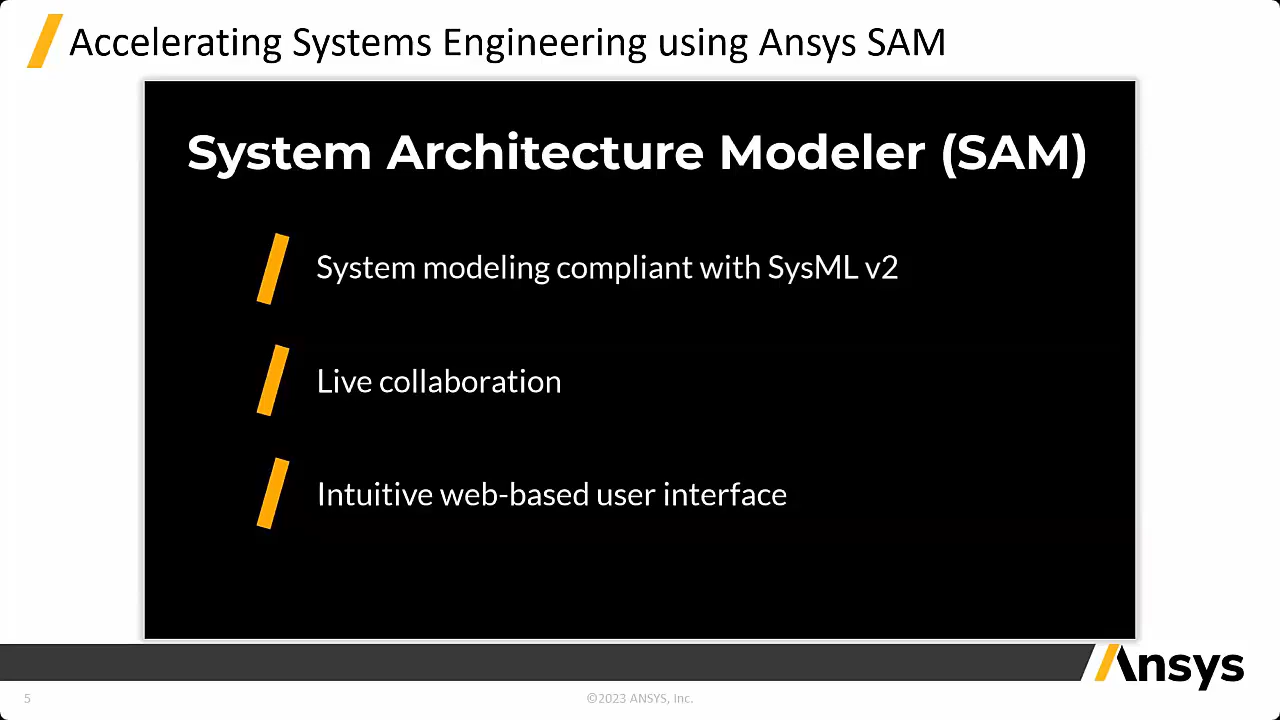 Accelerating Systems Engineering using Ansys SAM
System Architecture Modeler (SAM)
System modeling compliant with SysML v2
Live collaboration
Intuitive web-based user interface
Ansys
5
©2023 ANSYS, Inc.